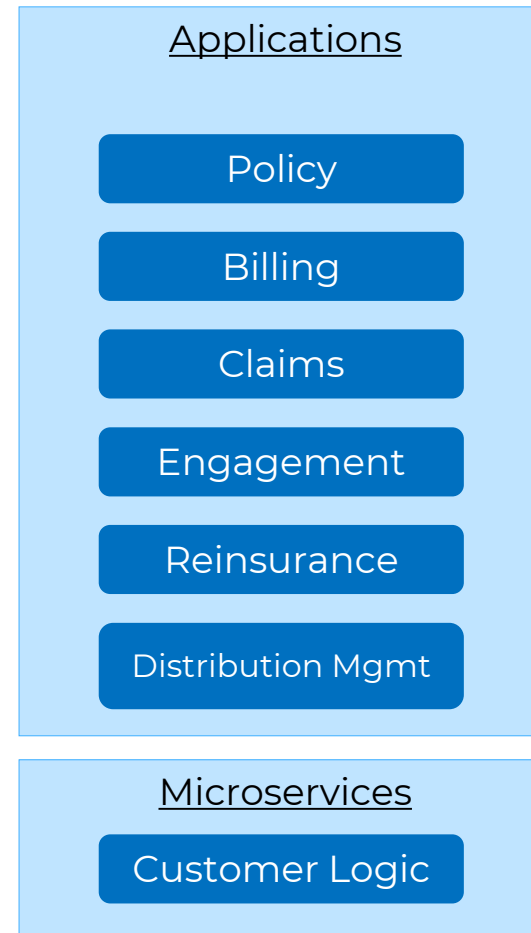 Applications
Policy
Billing
Claims
Engagement
Reinsurance
Distribution Mgmt
Microservices
Customer Logic